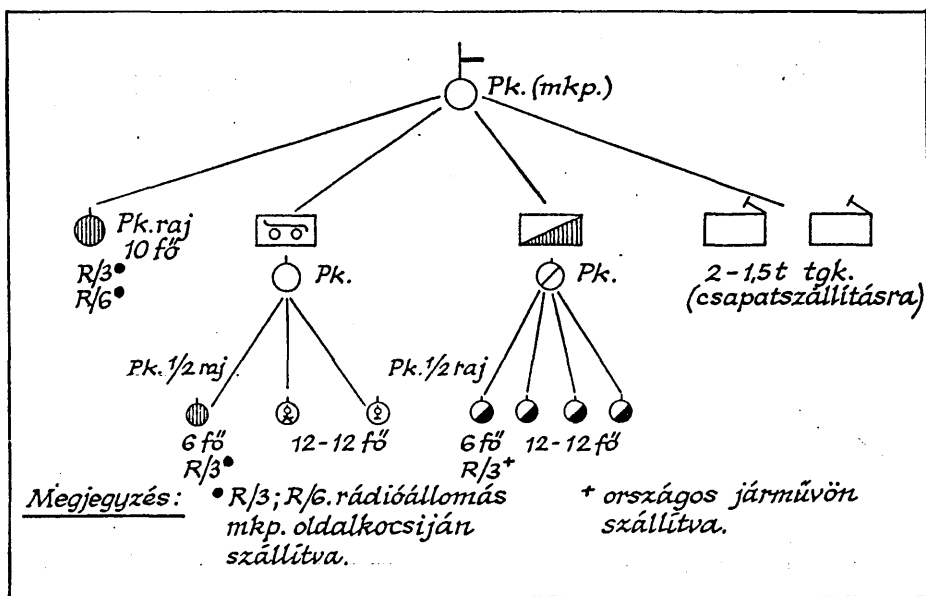 Pk. (mkp.)
Pk. raj
10 fő
R/3•
R/6•
Pk.
Pk.
2-1,5t tgk.
(csapatszállításra)
Pk. 1/2 raj
Pk. 1/2 raj
6 fő
12-12 fő
R/3•
6 fő
12-12 fő
R/3+
Megjegyzés:
• R/3; R/6. rádióállomás
mkp. oldalkocsiján
szállítva.
+ országos járművön
szállítva.